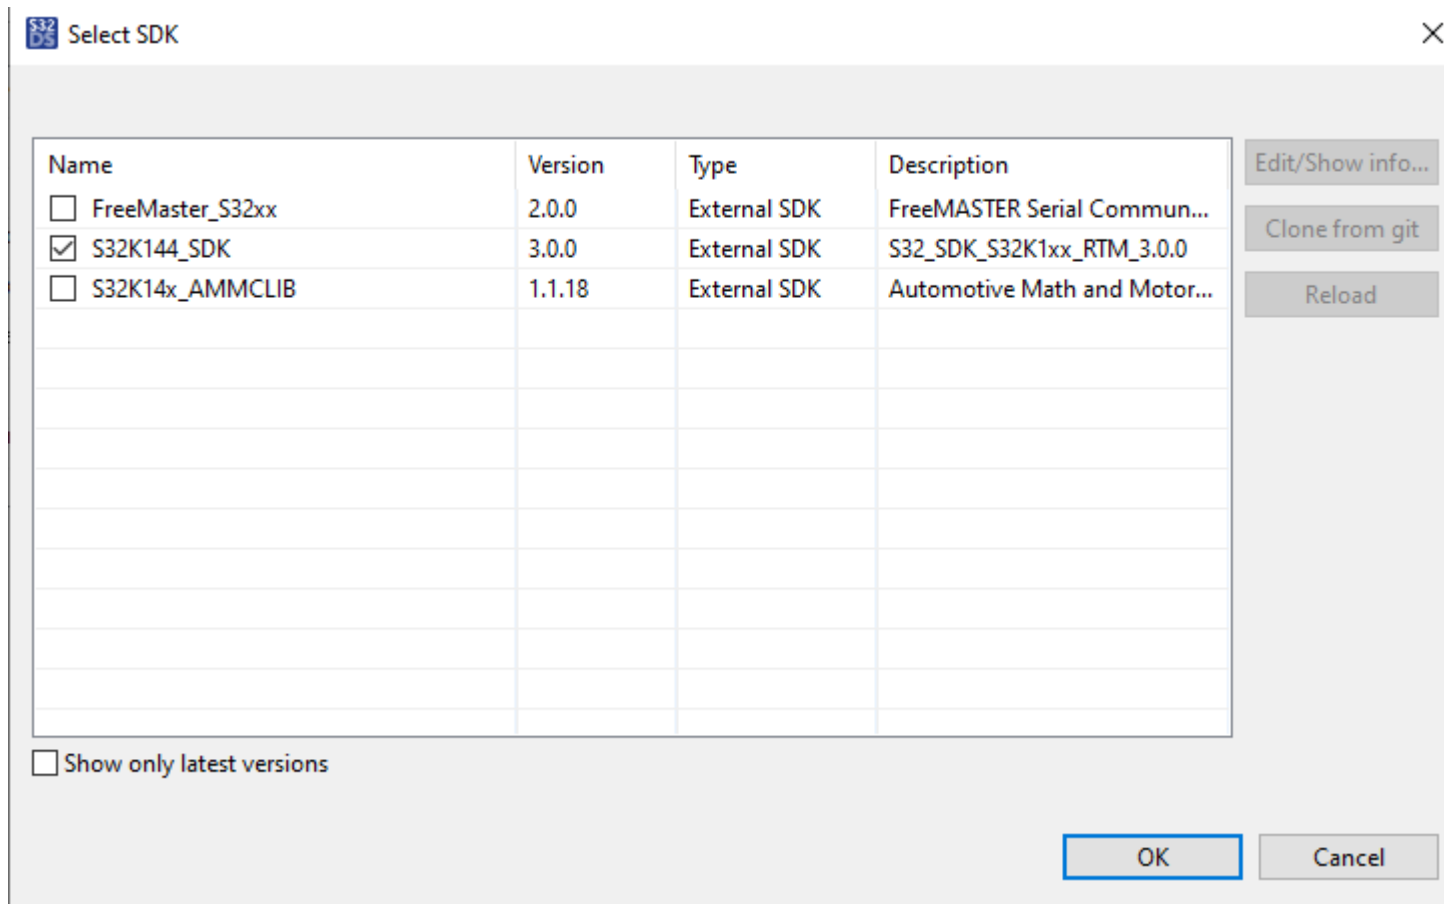 S32 DS Select SDK
Name Version Type Description
FreeMaster_S32xx 2.0.0 External SDK FreeMASTER Serial Commun...
S32K144_SDK 3.0.0 External SDK S32_SDK_S32K1xx_RTM_3.0.0
S32K14x_AMMCLIB 1.1.18 External SDK Automotive Math and Motor...
Edit/Show info...
Clone from git
Reload
Show only latest versions
OK Cancel